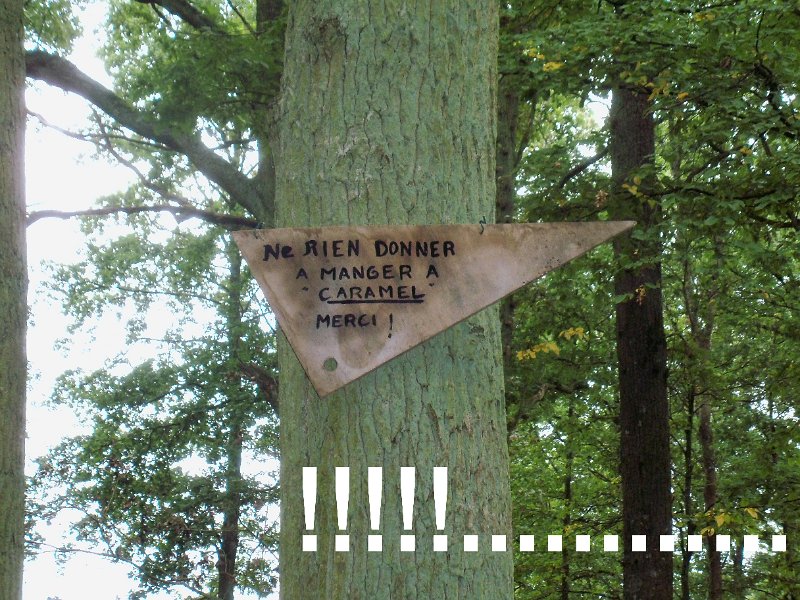 Ne RIEN DONNER
A MANGER A
"CARAMEL"
MERCI !
!!!!!............